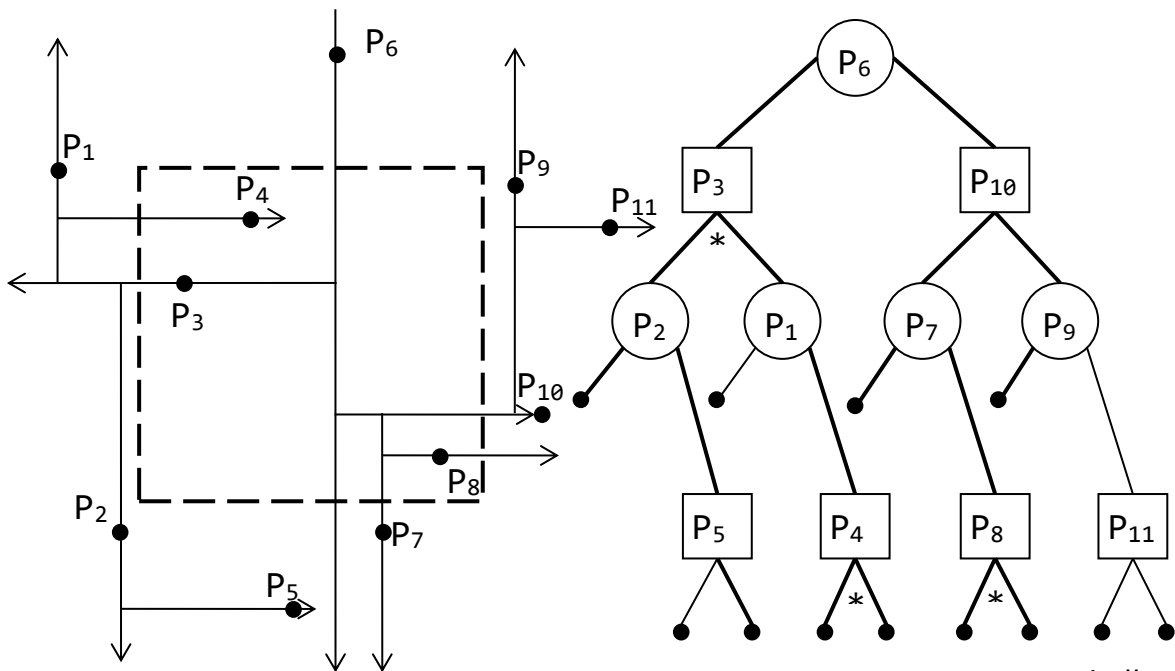 P₆
P₁
P₄
P₉
P₁₁
P₃
P₁₀
P₈
P₂
P₇
P₅
P₆
P₃ P₁₀
*
P₂ P₁ P₇ P₉
P₅ P₄ P₈ P₁₁
* *